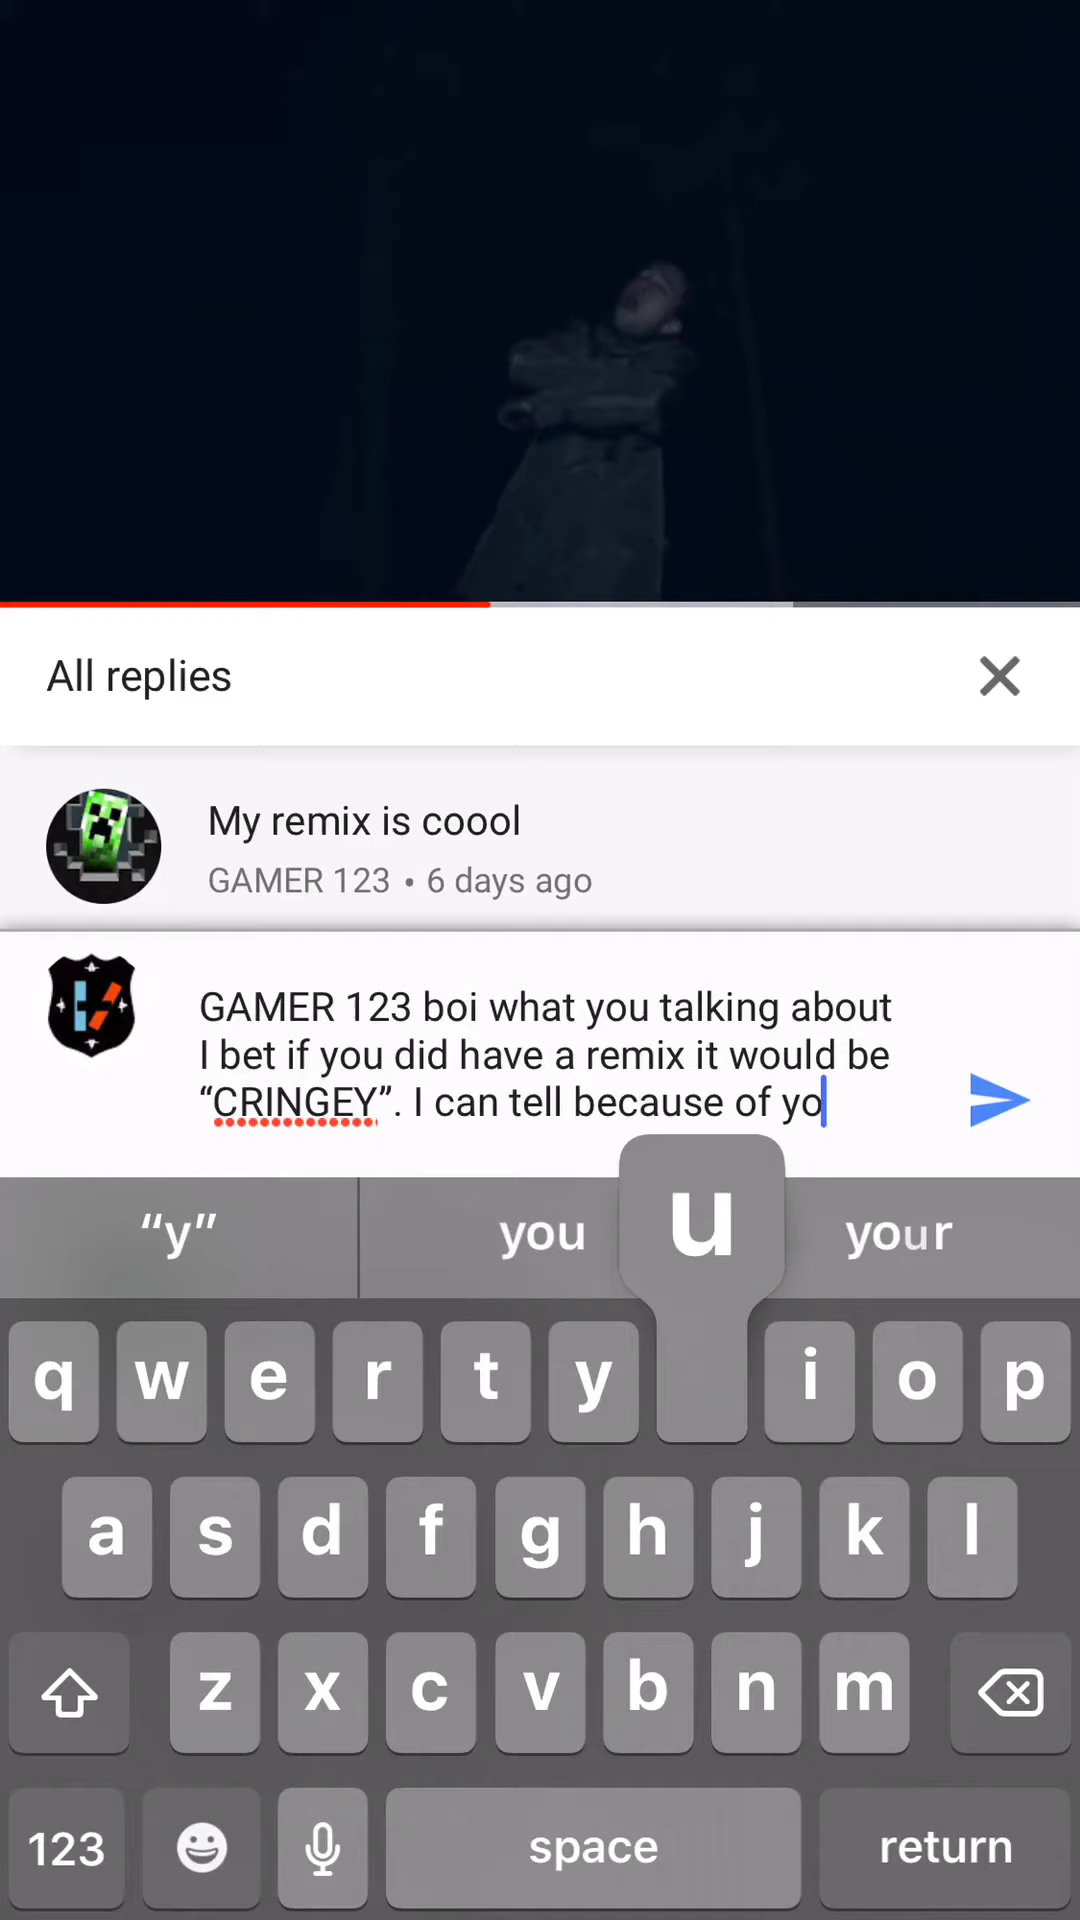 All replies
My remix is coool
GAMER 123 • 6 days ago
GAMER 123 boi what you talking about
I bet if you did have a remix it would be
“CRINGEY”. I can tell because of yo
“y” you your
u
q w e r t y i o p
a s d f g h j k l
z x c v b n m
123 space return